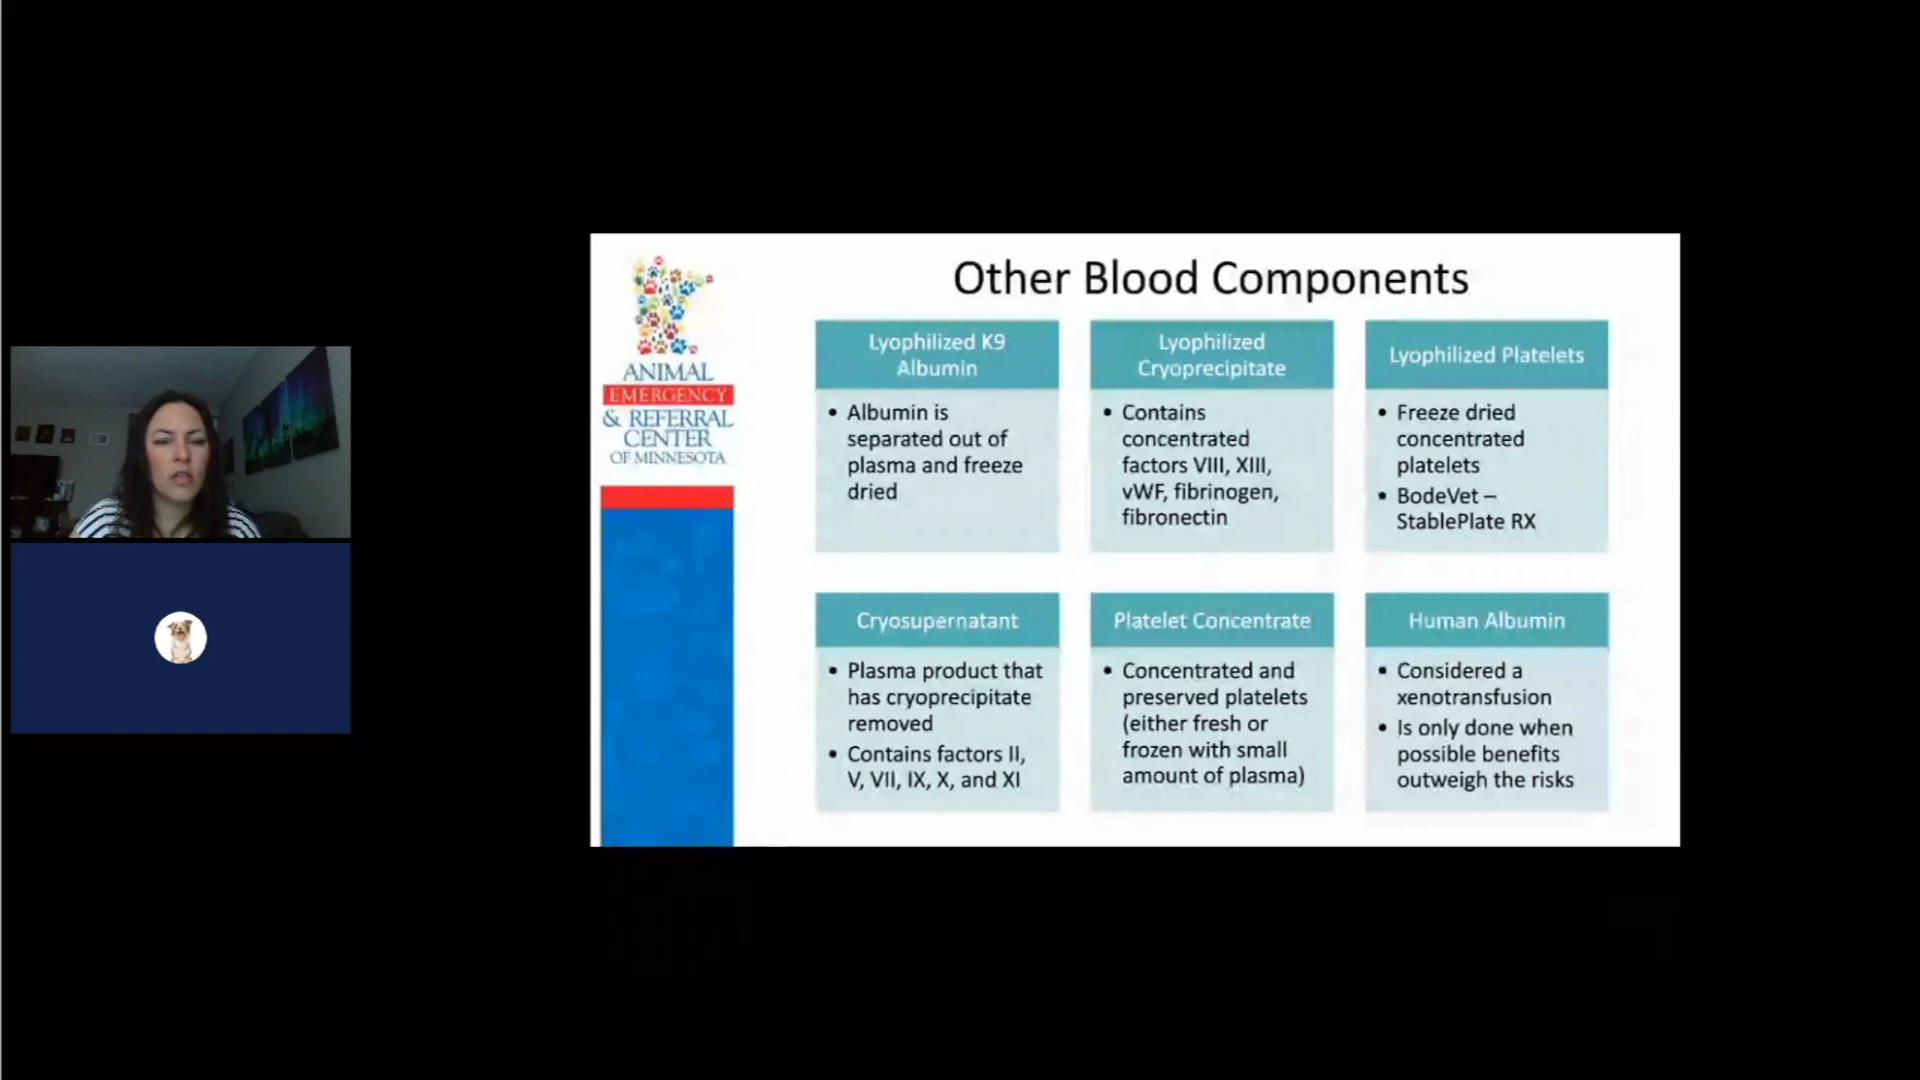 ANIMAL
EMERGENCY
& REFERRAL
CENTER
OF MINNESOTA
Other Blood Components
Lyophilized K9
Albumin
• Albumin is
separated out of
plasma and freeze
dried
Lyophilized
Cryoprecipitate
• Contains
concentrated
factors VIII, XIII,
vWF, fibrinogen,
fibronectin
Lyophilized Platelets
• Freeze dried
concentrated
platelets
• BodeVet –
StablePlate RX
Cryosupernatant
• Plasma product that
has cryoprecipitate
removed
• Contains factors II,
V, VII, IX, X, and XI
Platelet Concentrate
• Concentrated and
preserved platelets
(either fresh or
frozen with small
amount of plasma)
Human Albumin
• Considered a
xenotransfusion
• Is only done when
possible benefits
outweigh the risks